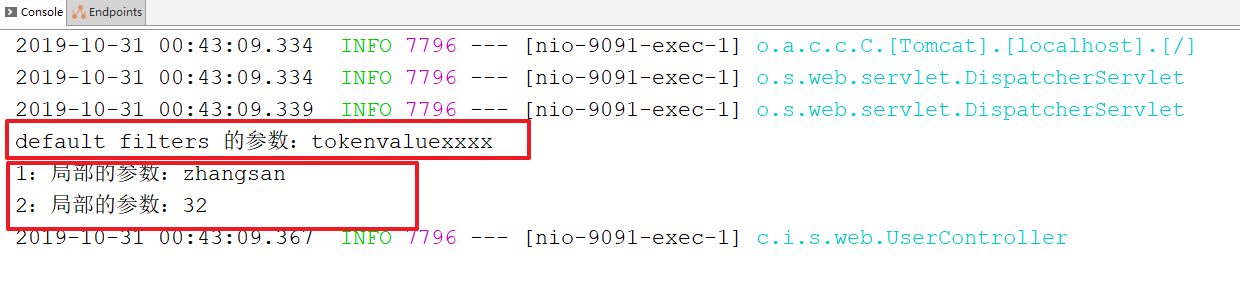 Console Endpoints
2019-10-31 00:43:09.334  INFO 7796 --- [nio-9091-exec-1] o.a.c.c.C.[Tomcat].[localhost].[/]
2019-10-31 00:43:09.334  INFO 7796 --- [nio-9091-exec-1] o.s.web.servlet.DispatcherServlet
2019-10-31 00:43:09.339  INFO 7796 --- [nio-9091-exec-1] o.s.web.servlet.DispatcherServlet
default filters 的参数：tokenvaluexxxx
1：局部的参数：zhangsan
2：局部的参数：32
2019-10-31 00:43:09.367  INFO 7796 --- [nio-9091-exec-1] c.i.s.web.UserController